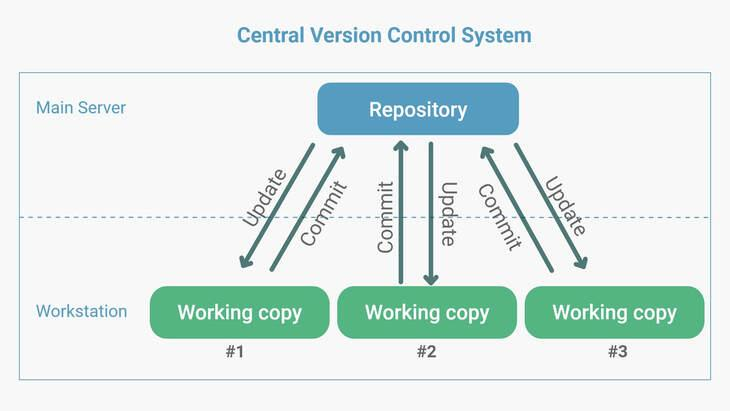 Central Version Control System
Main Server
Repository
Update
Commit
Commit
Update
Commit
Update
Workstation
Working copy
Working copy
Working copy
#1
#2
#3